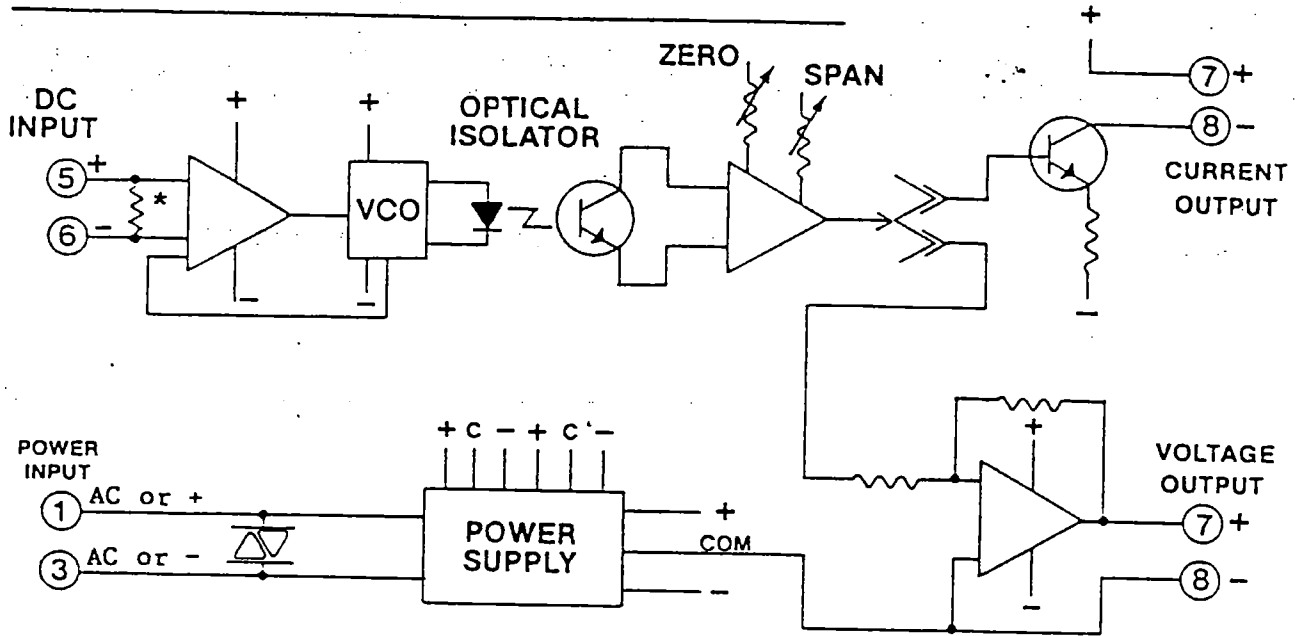 ZERO
SPAN
+
7 +
8 -
CURRENT
OUTPUT
DC
INPUT
+
+
OPTICAL
ISOLATOR
5 +
*
6 -
VCO
-
-
-
POWER
INPUT
+ C - + C '-
1 AC or +
3 AC or -
POWER
SUPPLY
+
COM
-
+
-
VOLTAGE
OUTPUT
7 +
8 -